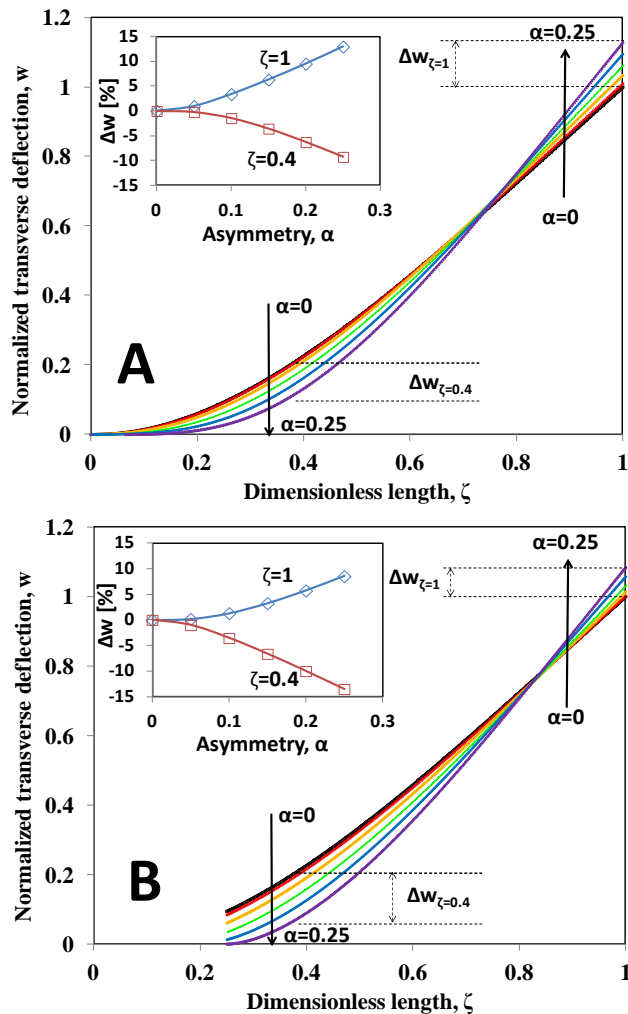 A
1.2
1
0.8
0.6
0.4
0.2
0
0
0.2
0.4
0.6
0.8
1
Normalized transverse deflection, w
Dimensionless length, ζ
15
10
5
0
-5
-10
-15
0
0.1
0.2
0.3
Δw [%]
Asymmetry, α
ζ=1
ζ=0.4
α=0.25
Δwζ=1
α=0
α=0
Δwζ=0.4
α=0.25
B
1.2
1
0.8
0.6
0.4
0.2
0
0
0.2
0.4
0.6
0.8
1
Normalized transverse deflection, w
Dimensionless length, ζ
15
10
5
0
-5
-10
-15
0
0.1
0.2
0.3
Δw [%]
Asymmetry, α
ζ=1
ζ=0.4
α=0.25
Δwζ=1
α=0
α=0
Δwζ=0.4
α=0.25